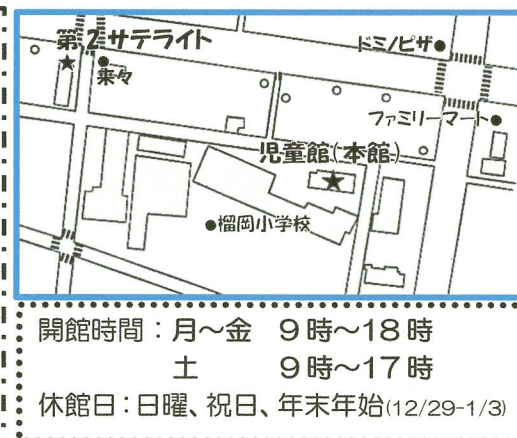 第2サテライト
ドミノピザ
来々
ファミリーマート
児童館(本館)
榴岡小学校
開館時間：月～金 9時～18時
土 9時～17時
休館日：日曜、祝日、年末年始(12/29-1/3)